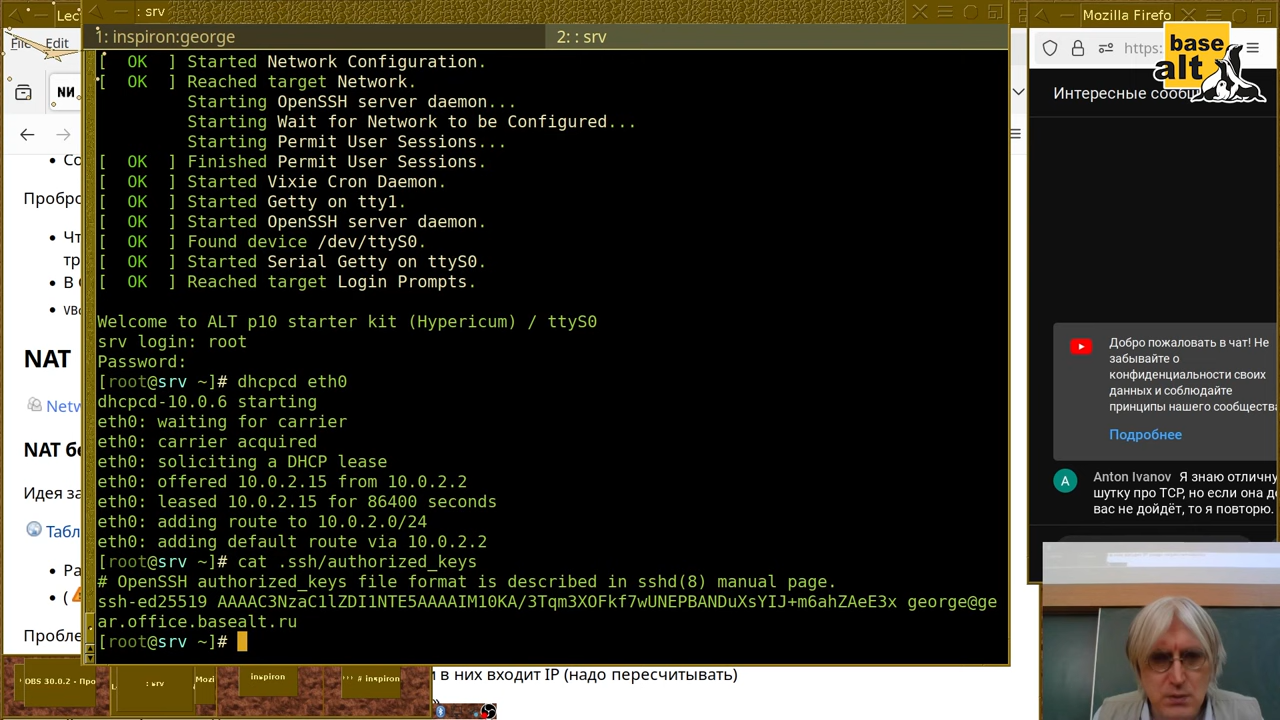 Lec
: srv
Mozilla Firefo
File Edit
1: inspiron:george
2: : srv
https:
base
alt
Интересные сообщ
[  OK  ] Started Network Configuration.
[  OK  ] Reached target Network.
Starting OpenSSH server daemon...
Starting Wait for Network to be Configured...
Starting Permit User Sessions...
[  OK  ] Finished Permit User Sessions.
[  OK  ] Started Vixie Cron Daemon.
[  OK  ] Started Getty on tty1.
[  OK  ] Started OpenSSH server daemon.
[  OK  ] Found device /dev/ttyS0.
[  OK  ] Started Serial Getty on ttyS0.
[  OK  ] Reached target Login Prompts.
Welcome to ALT p10 starter kit (Hypericum) / ttyS0
srv login: root
Password:
[root@srv ~]# dhcpcd eth0
dhcpcd-10.0.6 starting
eth0: waiting for carrier
eth0: carrier acquired
eth0: soliciting a DHCP lease
eth0: offered 10.0.2.15 from 10.0.2.2
eth0: leased 10.0.2.15 for 86400 seconds
eth0: adding route to 10.0.2.0/24
eth0: adding default route via 10.0.2.2
[root@srv ~]# cat .ssh/authorized_keys
# OpenSSH authorized_keys file format is described in sshd(8) manual page.
ssh-ed25519 AAAAC3NzaC1lZDI1NTE5AAAAIM10KA/3Tqm3XOFkf7wUNEPBANDuXsYIJ+m6ahZAeE3x george@ge
ar.office.basealt.ru
[root@srv ~]#
Со
Проброс
Чт
тр
В С
VBo
NAT
Netw
NAT бе
Идея за
Табл
Ра
(
Пробле
м в них входит IP (надо пересчитывать)
Добро пожаловать в чат! Не
забывайте о
конфиденциальности своих
данных и соблюдайте
принципы нашего сообщества
Подробнее
A
Anton Ivanov Я знаю отличну
шутку про TCP, но если она до
вас не дойдёт, то я повторю.
OBS 30.0.2 - Про
: srv
Mozi
inspiron
# inspiron